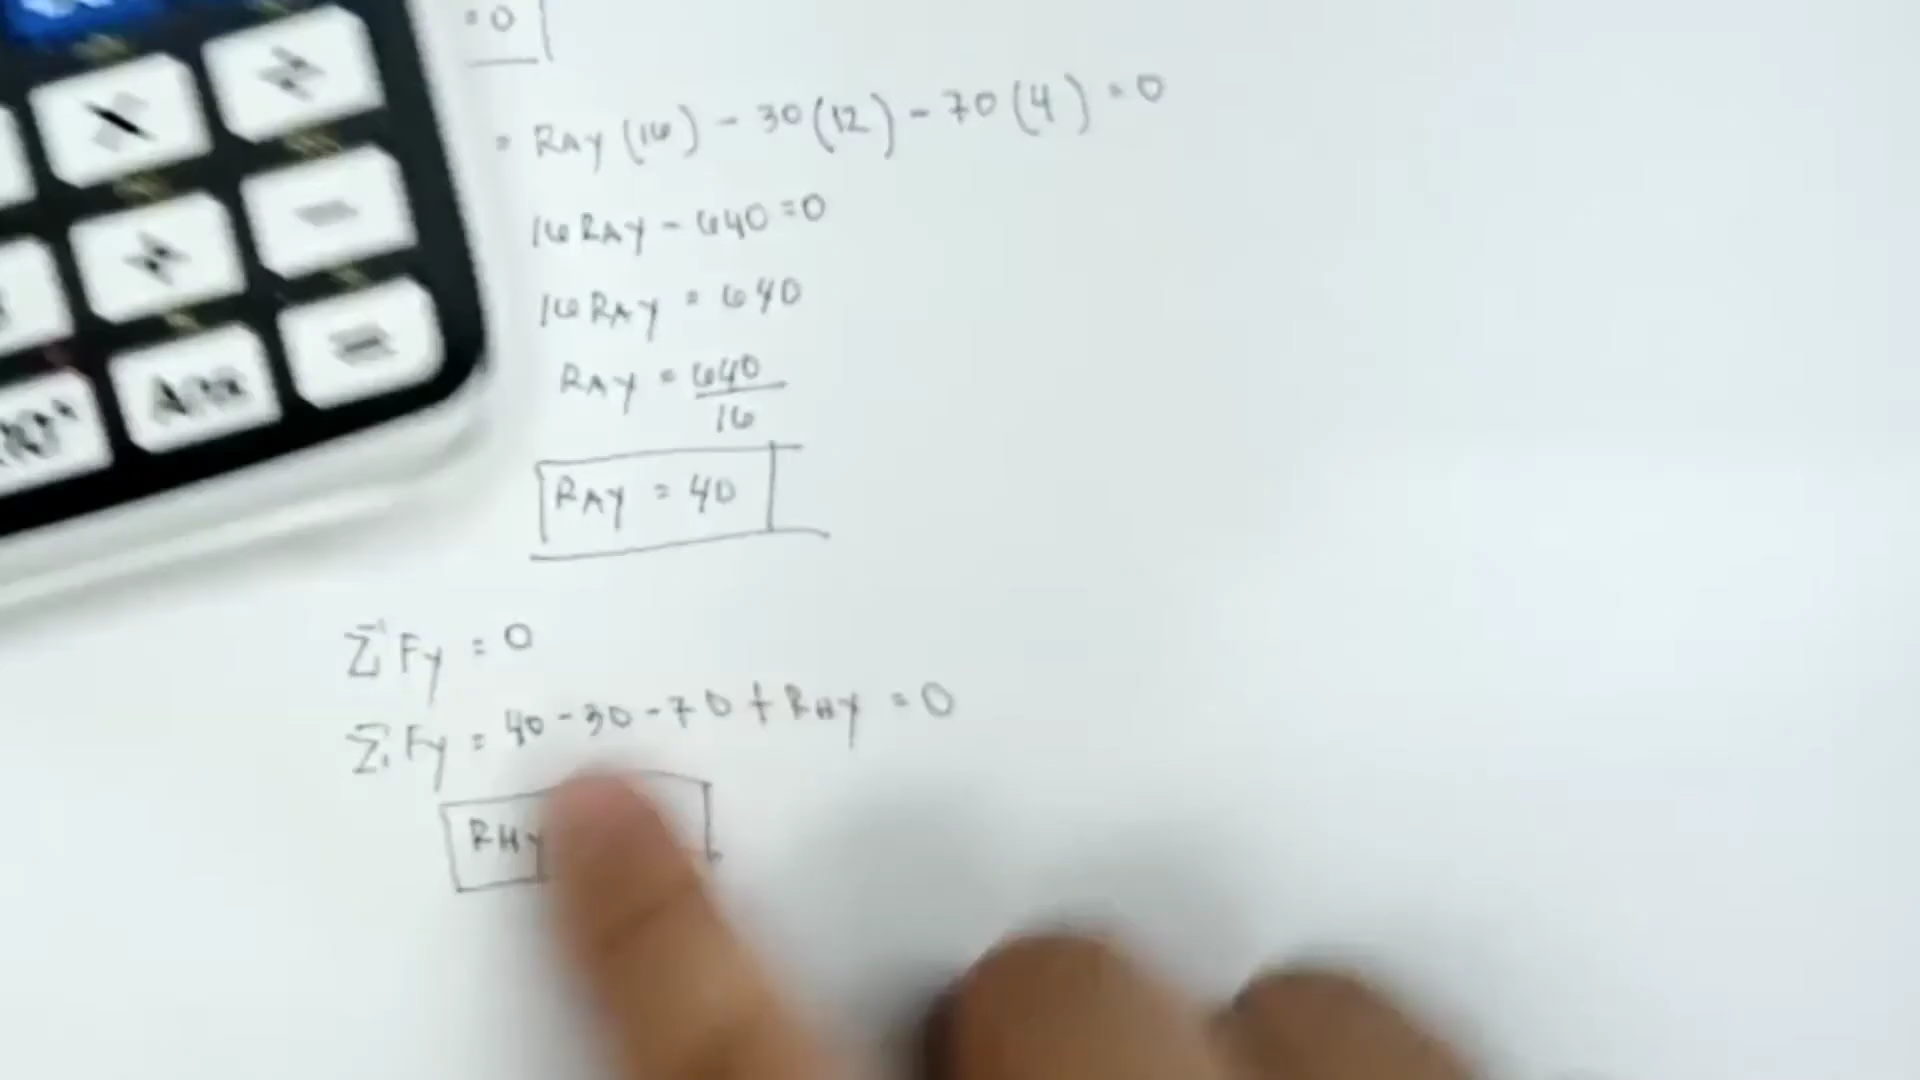 = 0
= RAY (16) - 30 (12) - 70 (4) = 0
16 RAY - 640 = 0
16 RAY = 640
RAY = 640
16
RAY = 40
Ans
Σ Fy = 0
Σ Fy = 40 - 30 - 70 + RHY = 0
RHY